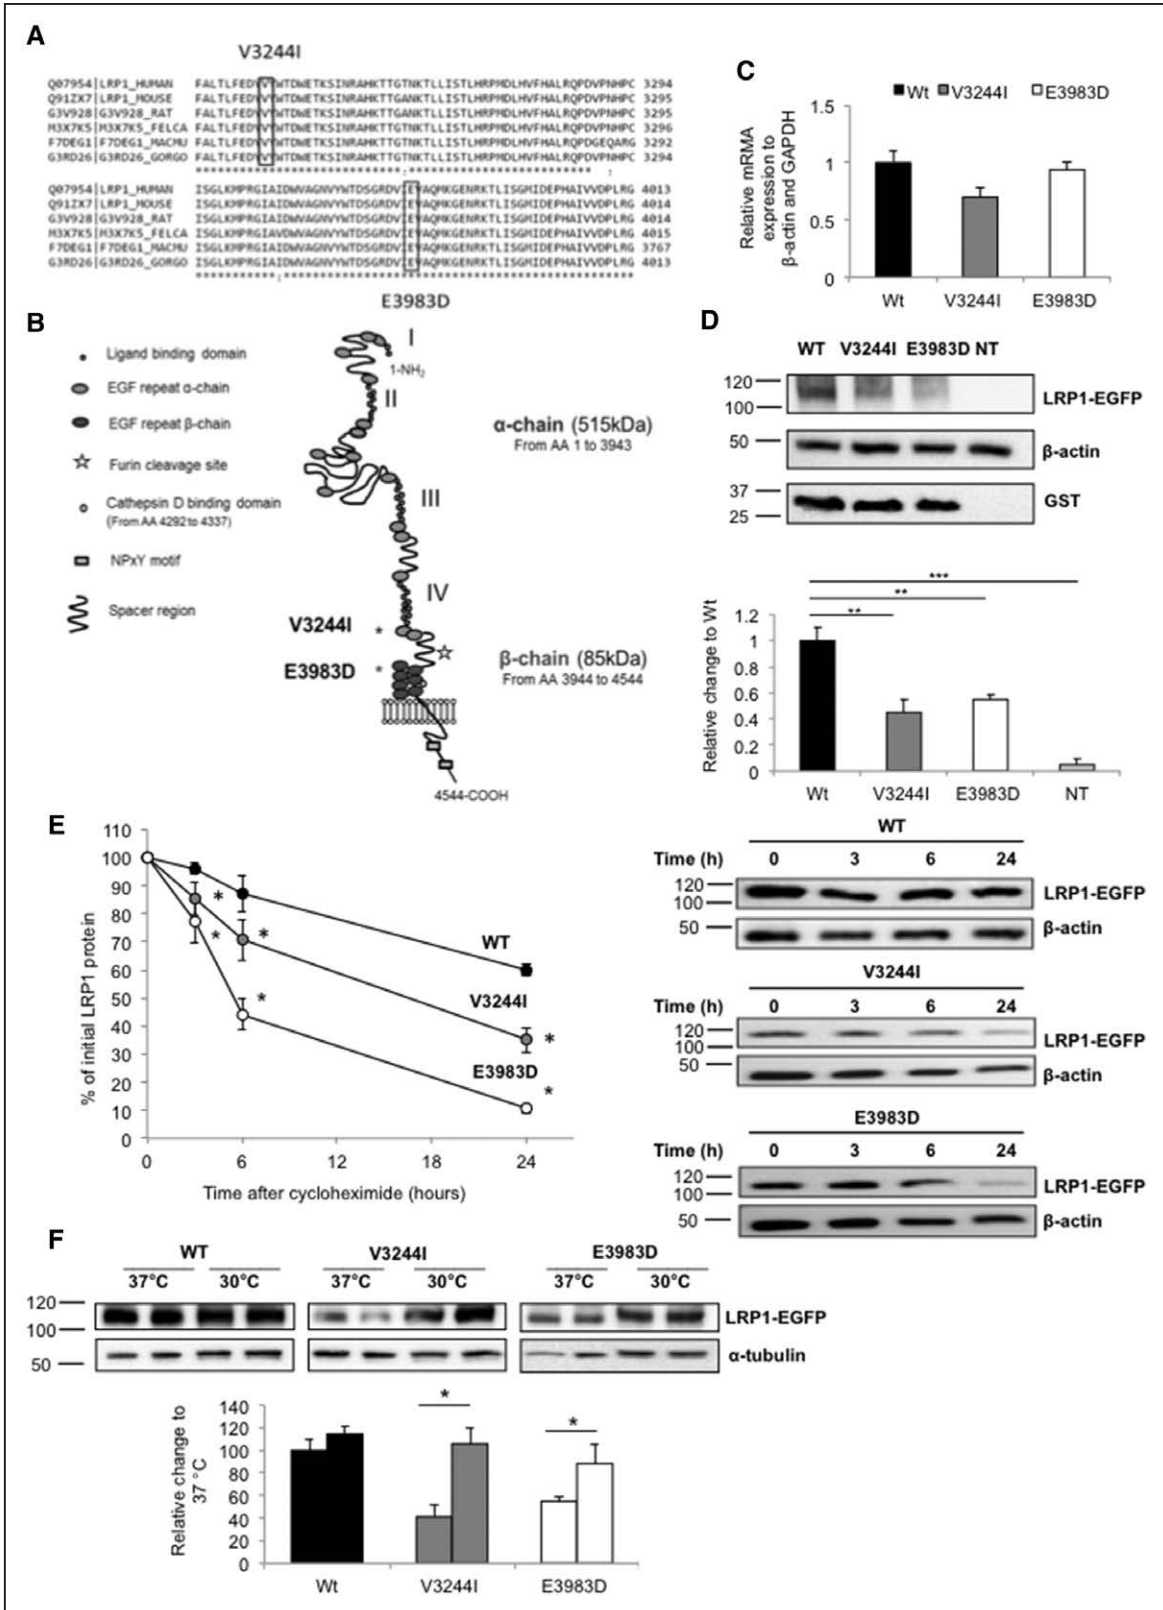 A
V3244I
Q07954|LRP1_HUMAN FALTLFEDYVYWTDWETKSINRAHKTTGTNKTLLISTLHRPMDLHVFHALRQPDVPNHPC 3294
Q91ZX7|LRP1_MOUSE FALTLFEDYVYWTDWETKSINRAHKTTGANKTLLISTLHRPMDLHVFHALRQPDVPNHPC 3295
G3V928|G3V928_RAT FALTLFEDYVYWTDWETKSINRAHKTTGANKTLLISTLHRPMDLHVFHALRQPDVPNHPC 3295
M3X7K5|M3X7K5_FELCA FALTLFEDYVYWTDWETKSINRAHKTTGTNKTLLISTLHRPMDLHVFHALRQPDVPNHPC 3296
F7DEG1|F7DEG1_MACMU FALTLFEDYVYWTDWETKSINRAHKTTGTNKTLLISTLHRPMDLHVFHALRQPDGEQARG 3292
G3RD26|G3RD26_GORGO FALTLFEDYVYWTDWETKSINRAHKTTGTNKTLLISTLHRPMDLHVFHALRQPDVPNHPC 3294
Q07954|LRP1_HUMAN ISGLKMPRGIAIDWVAGNVYWTDSGRDVIEVAQMKGENRKTLISGMIDEPHAIVVDPLRG 4013
Q91ZX7|LRP1_MOUSE ISGLKMPRGIAIDWVAGNVYWTDSGRDVIEVAQMKGENRKTLISGMIDEPHAIVVDPLRG 4014
G3V928|G3V928_RAT ISGLKMPRGIAIDWVAGNVYWTDSGRDVIEVAQMKGENRKTLISGMIDEPHAIVVDPLRG 4014
M3X7K5|M3X7K5_FELCA ISGLKMPRGIAIDWVAGNVYWTDSGRDVIEVAQMKGENRKTLISGMIDEPHAIVVDPLRG 4015
F7DEG1|F7DEG1_MACMU ISGLKMPRGIAIDWVAGNVYWTDSGRDVIEVAQMKGENRKTLISGMIDEPHAIVVDPLRG 3767
G3RD26|G3RD26_GORGO ISGLKMPRGIAIDWVAGNVYWTDSGRDVIEVAQMKGENRKTLISGMIDEPHAIVVDPLRG 4013
E3983D
B
Ligand binding domain
EGF repeat α-chain
EGF repeat β-chain
Furin cleavage site
Cathepsin D binding domain
(From AA 4292 to 4337)
NPxY motif
Spacer region
I
1-NH2
II
III
IV
V3244I *
E3983D *
α-chain (515kDa)
From AA 1 to 3943
β-chain (85kDa)
From AA 3944 to 4544
4544-COOH
C
Wt V3244I E3983D
Relative mRMA
expression to
β-actin and GAPDH
1.5
1
0.5
0
Wt V3244I E3983D
D
WT V3244I E3983D NT
120
100
LRP1-EGFP
50
β-actin
37
25
GST
***
**
**
Relative change to Wt
1.2
1
0.8
0.6
0.4
0.2
0
Wt V3244I E3983D NT
E
% of initial LRP1 protein
110
100
90
80
70
60
50
40
30
20
10
0
* * * * * *
WT
V3244I
E3983D
0 6 12 18 24
Time after cycloheximide (hours)
WT
Time (h) 0 3 6 24
120
100
LRP1-EGFP
50
β-actin
V3244I
0 3 6 24
Time (h)
120
100
LRP1-EGFP
50
β-actin
E3983D
Time (h) 0 3 6 24
120
100
LRP1-EGFP
50
β-actin
F
WT V3244I E3983D
37°C 30°C 37°C 30°C 37°C 30°C
120
100
LRP1-EGFP
50
α-tubulin
Relative change to
37 °C
140
120
100
80
60
40
20
0
* *
Wt V3244I E3983D